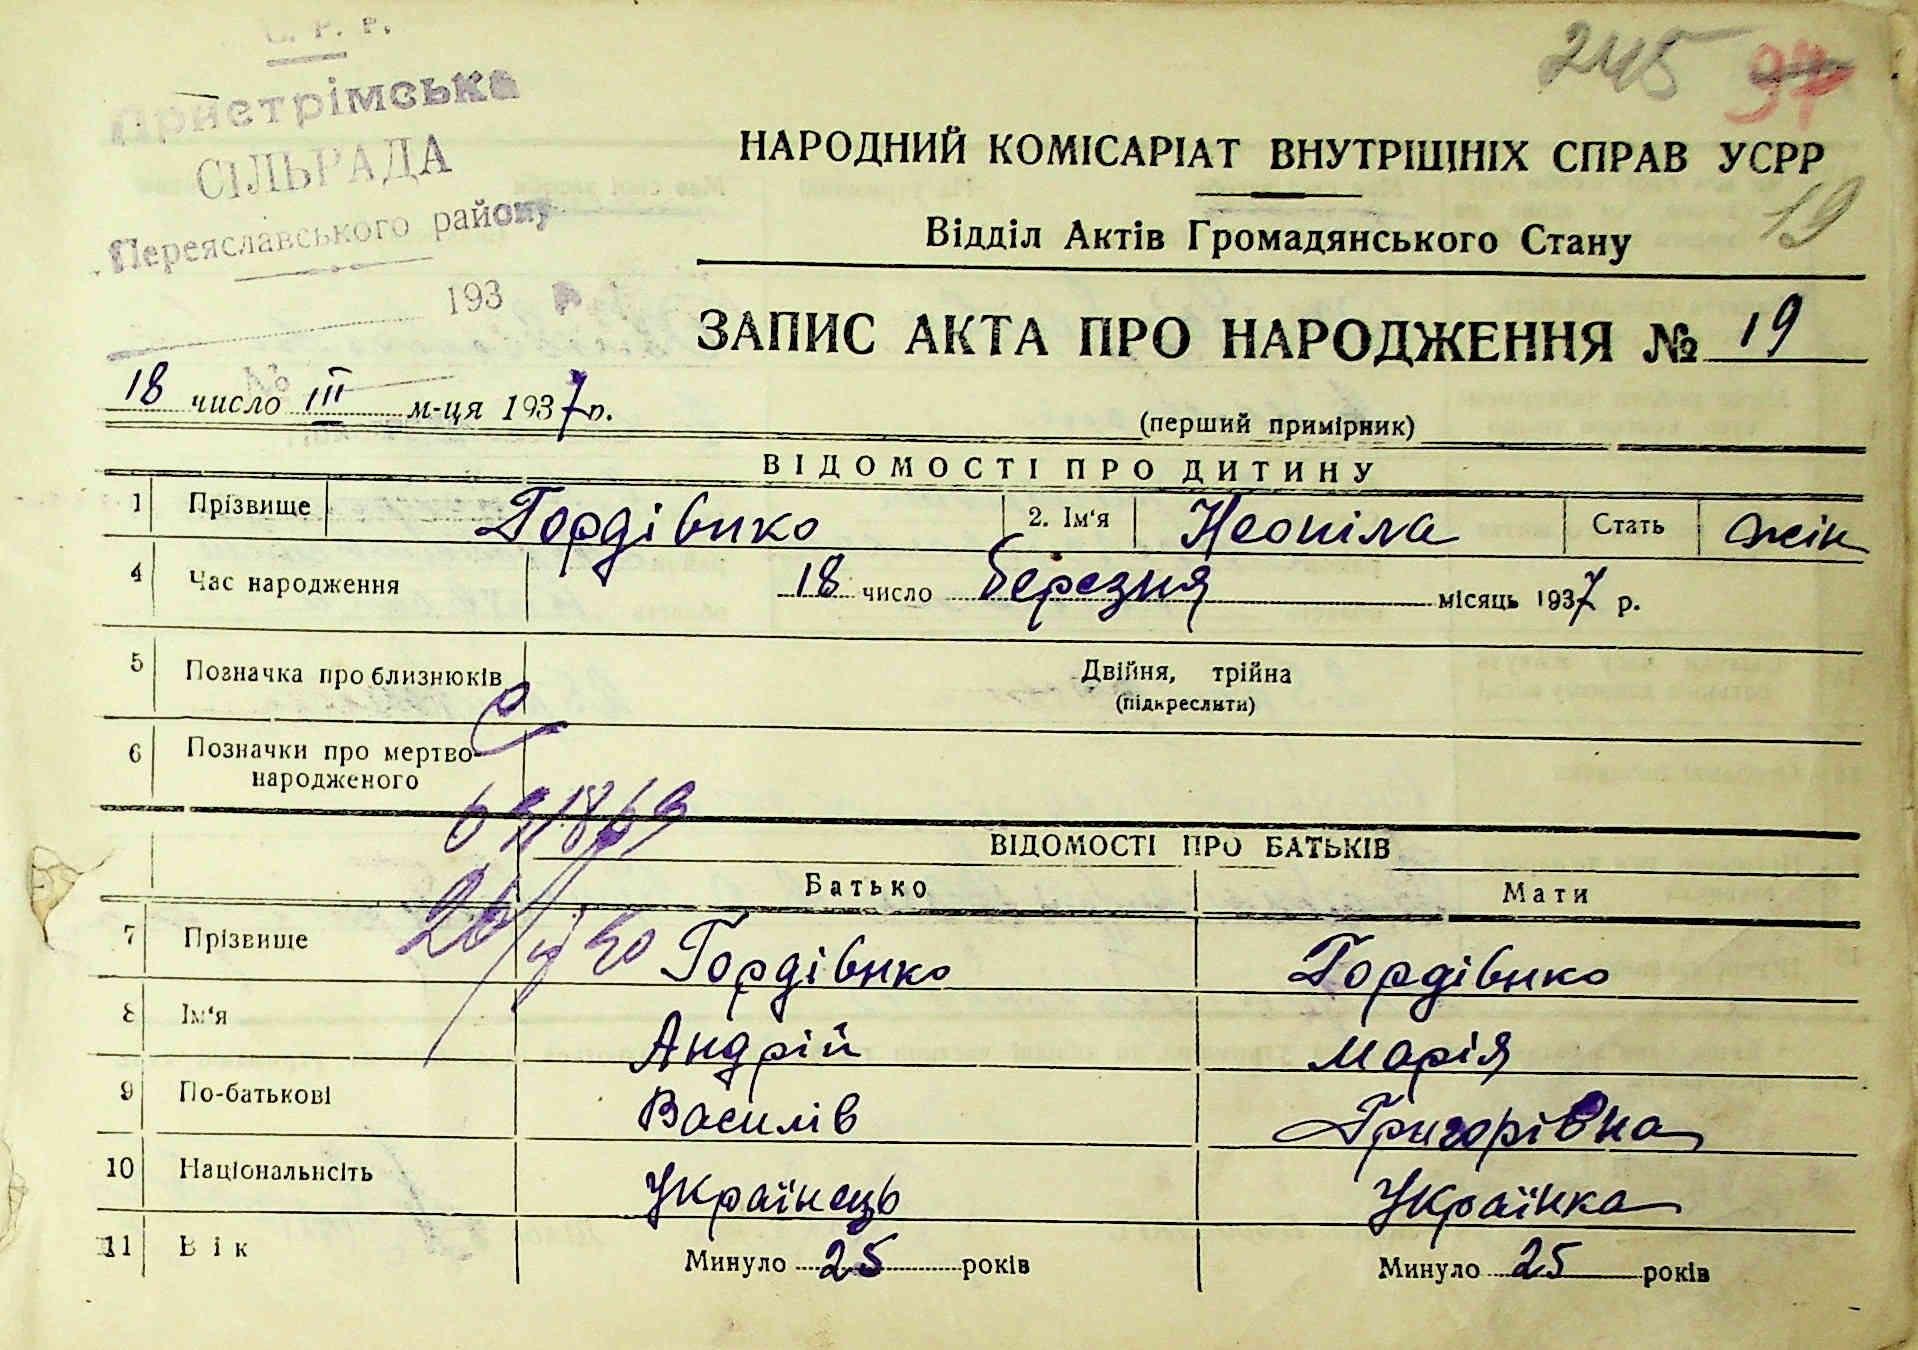 С. Р. Р.
245 97
Пристрімська
СІЛЬРАДА
Переяславського району
193
НАРОДНИЙ КОМІСАРІАТ ВНУТРІШНІХ СПРАВ УСРР
19
Відділ Актів Громадянського Стану
ЗАПИС АКТА ПРО НАРОДЖЕННЯ № 19
18 число III м-ця 1937 р.
(перший примірник)
ВІДОМОСТІ ПРО ДИТИНУ
1 Прізвище Гордівнко 2. Ім'я Неоніла Стать жін
4 Час народження 18 число березня місяць 1937 р.
5 Позначка про близнюків Двійня, трійна
(підкреслити)
6 Позначки про мертво-
народженого
ВІДОМОСТІ ПРО БАТЬКІВ
Батько Мати
7 Прізвише Гордівнко Гордівнко
8 Ім'я Андрій Марія
9 По-батькові Василів Григорівна
10 Національнсіть Українець Українка
11 Вік Минуло 25 років Минуло 25 років